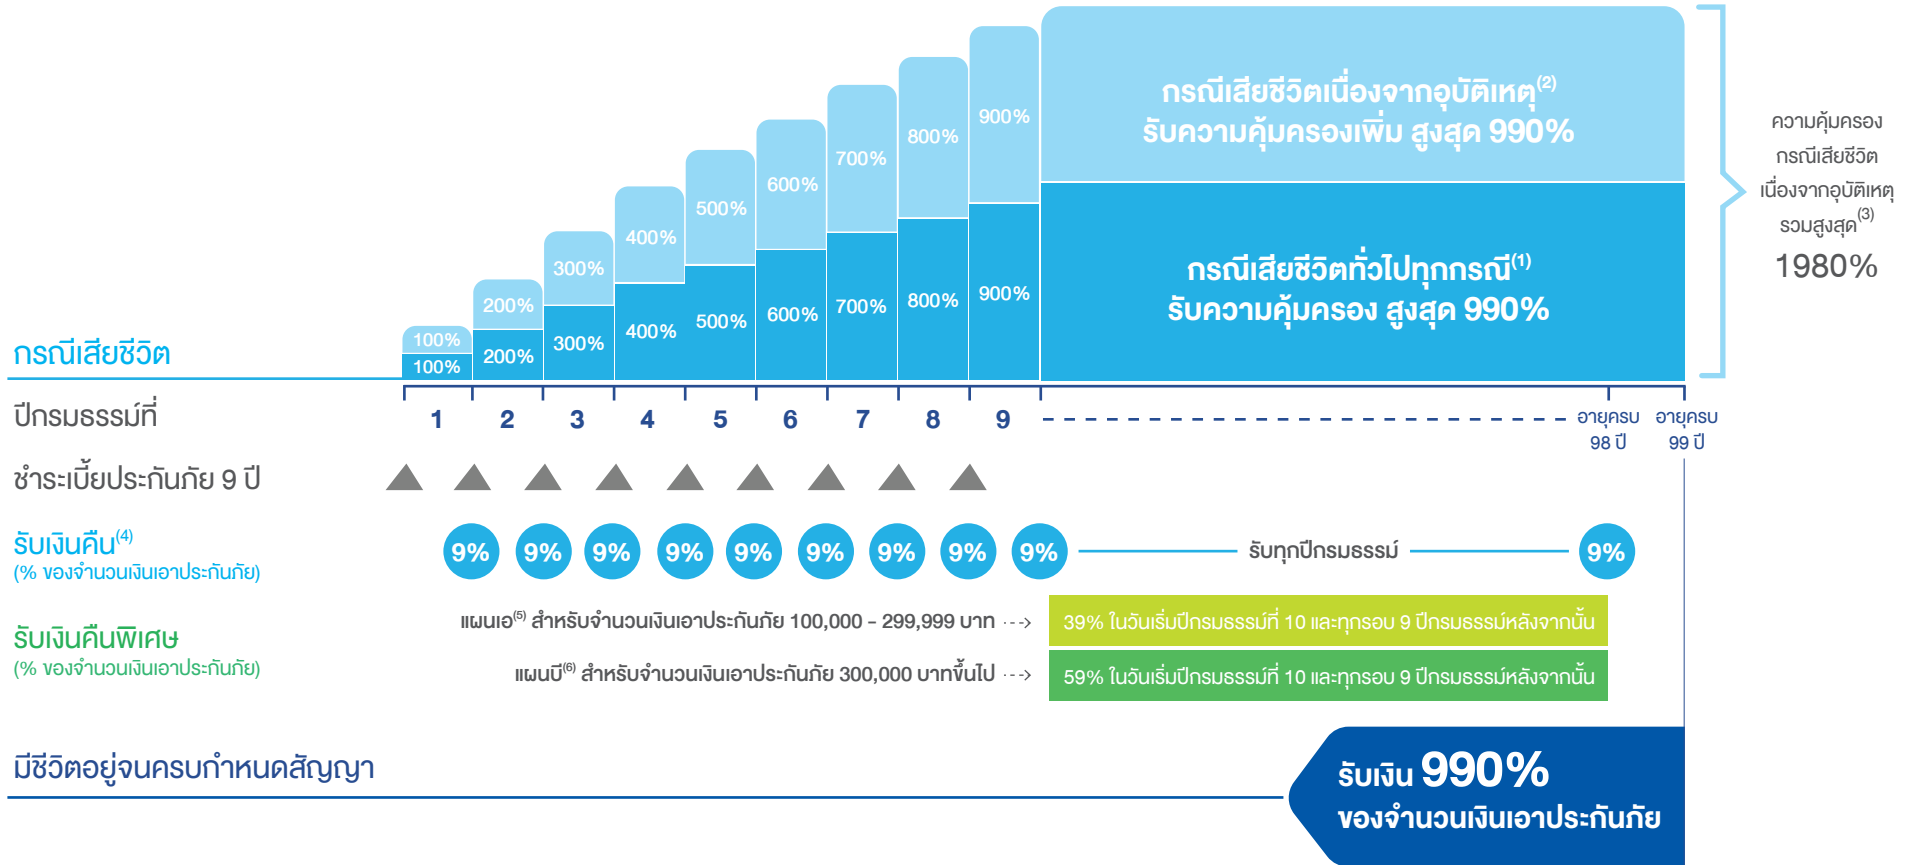 กรณีเสียชีวิตเนื่องจากอุบัติเหตุ(2)
รับความคุ้มครองเพิ่ม สูงสุด 990%
กรณีเสียชีวิตทั่วไปทุกกรณี(1)
รับความคุ้มครอง สูงสุด 990%
ความคุ้มครอง
กรณีเสียชีวิต
เนื่องจากอุบัติเหตุ
รวมสูงสุด(3)
1980%
100% 200% 300% 400% 500% 600% 700% 800% 900%
100% 200% 300% 400% 500% 600% 700% 800% 900%
กรณีเสียชีวิต
ปีกรมธรรม์ที่
1 2 3 4 5 6 7 8 9
อายุครบ
98 ปี
อายุครบ
99 ปี
ชำระเบี้ยประกันภัย 9 ปี
รับเงินคืน(4)
(% ของจำนวนเงินเอาประกันภัย)
9% 9% 9% 9% 9% 9% 9% 9% 9% รับทุกปีกรมธรรม์ 9%
รับเงินคืนพิเศษ
(% ของจำนวนเงินเอาประกันภัย)
แผนเอ(5) สำหรับจำนวนเงินเอาประกันภัย 100,000 - 299,999 บาท
39% ในวันเริ่มปีกรมธรรม์ที่ 10 และทุกรอบ 9 ปีกรมธรรม์หลังจากนั้น
แผนบี(6) สำหรับจำนวนเงินเอาประกันภัย 300,000 บาทขึ้นไป
59% ในวันเริ่มปีกรมธรรม์ที่ 10 และทุกรอบ 9 ปีกรมธรรม์หลังจากนั้น
มีชีวิตอยู่จนครบกำหนดสัญญา
รับเงิน 990%
ของจำนวนเงินเอาประกันภัย